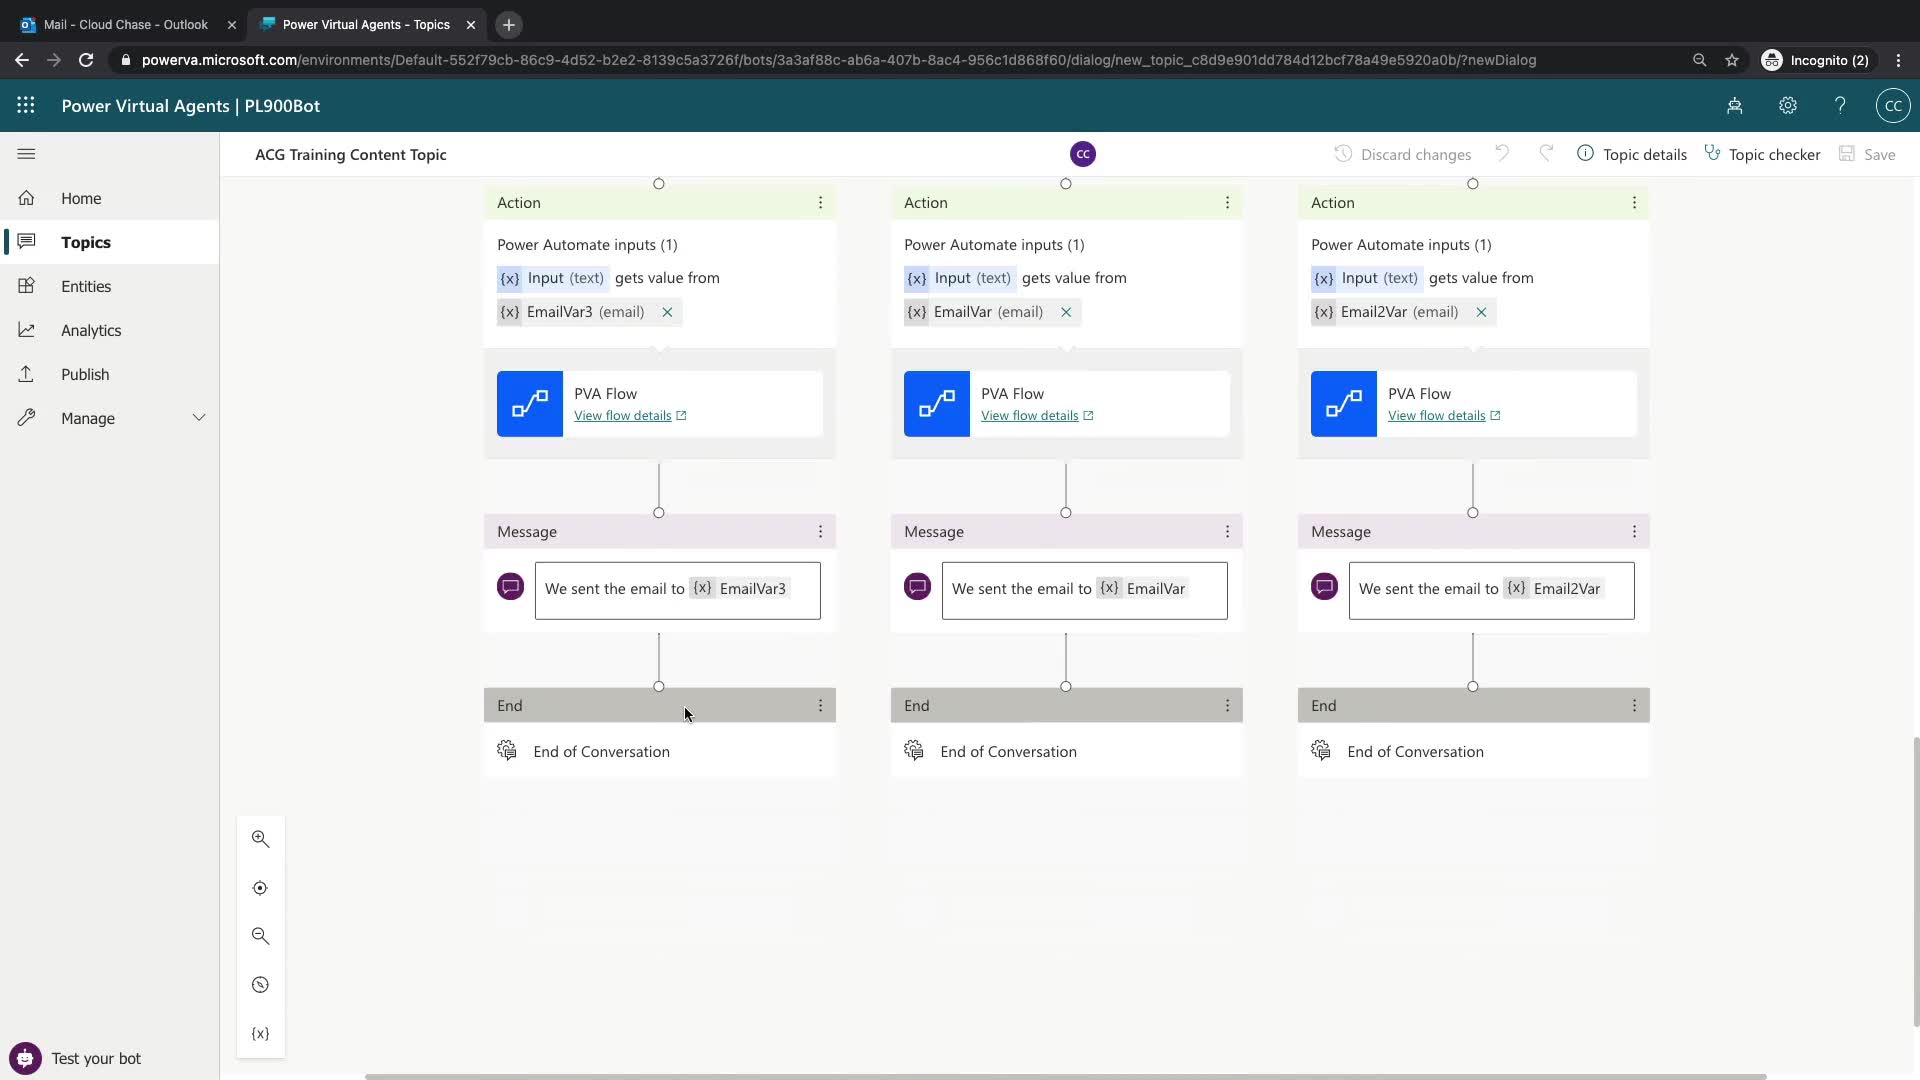 Mail - Cloud Chase - Outlook
Power Virtual Agents - Topics
powerva.microsoft.com/environments/Default-552f79cb-86c9-4d52-b2e2-8139c5a3726f/bots/3a3af88c-ab6a-407b-8ac4-956c1d868f60/dialog/new_topic_c8d9e901dd784d12bcf78a49e5920a0b/?newDialog
Incognito (2)
Power Virtual Agents | PL900Bot
CC
ACG Training Content Topic
CC
Discard changes
Topic details
Topic checker
Save
Home
Topics
Entities
Analytics
Publish
Manage
Test your bot
Action
Power Automate inputs (1)
{x} Input (text) gets value from
{x} EmailVar3 (email)
PVA Flow
View flow details
Message
We sent the email to {x} EmailVar3
End
End of Conversation
Action
Power Automate inputs (1)
{x} Input (text) gets value from
{x} EmailVar (email)
PVA Flow
View flow details
Message
We sent the email to {x} EmailVar
End
End of Conversation
Action
Power Automate inputs (1)
{x} Input (text) gets value from
{x} Email2Var (email)
PVA Flow
View flow details
Message
We sent the email to {x} Email2Var
End
End of Conversation
{x}